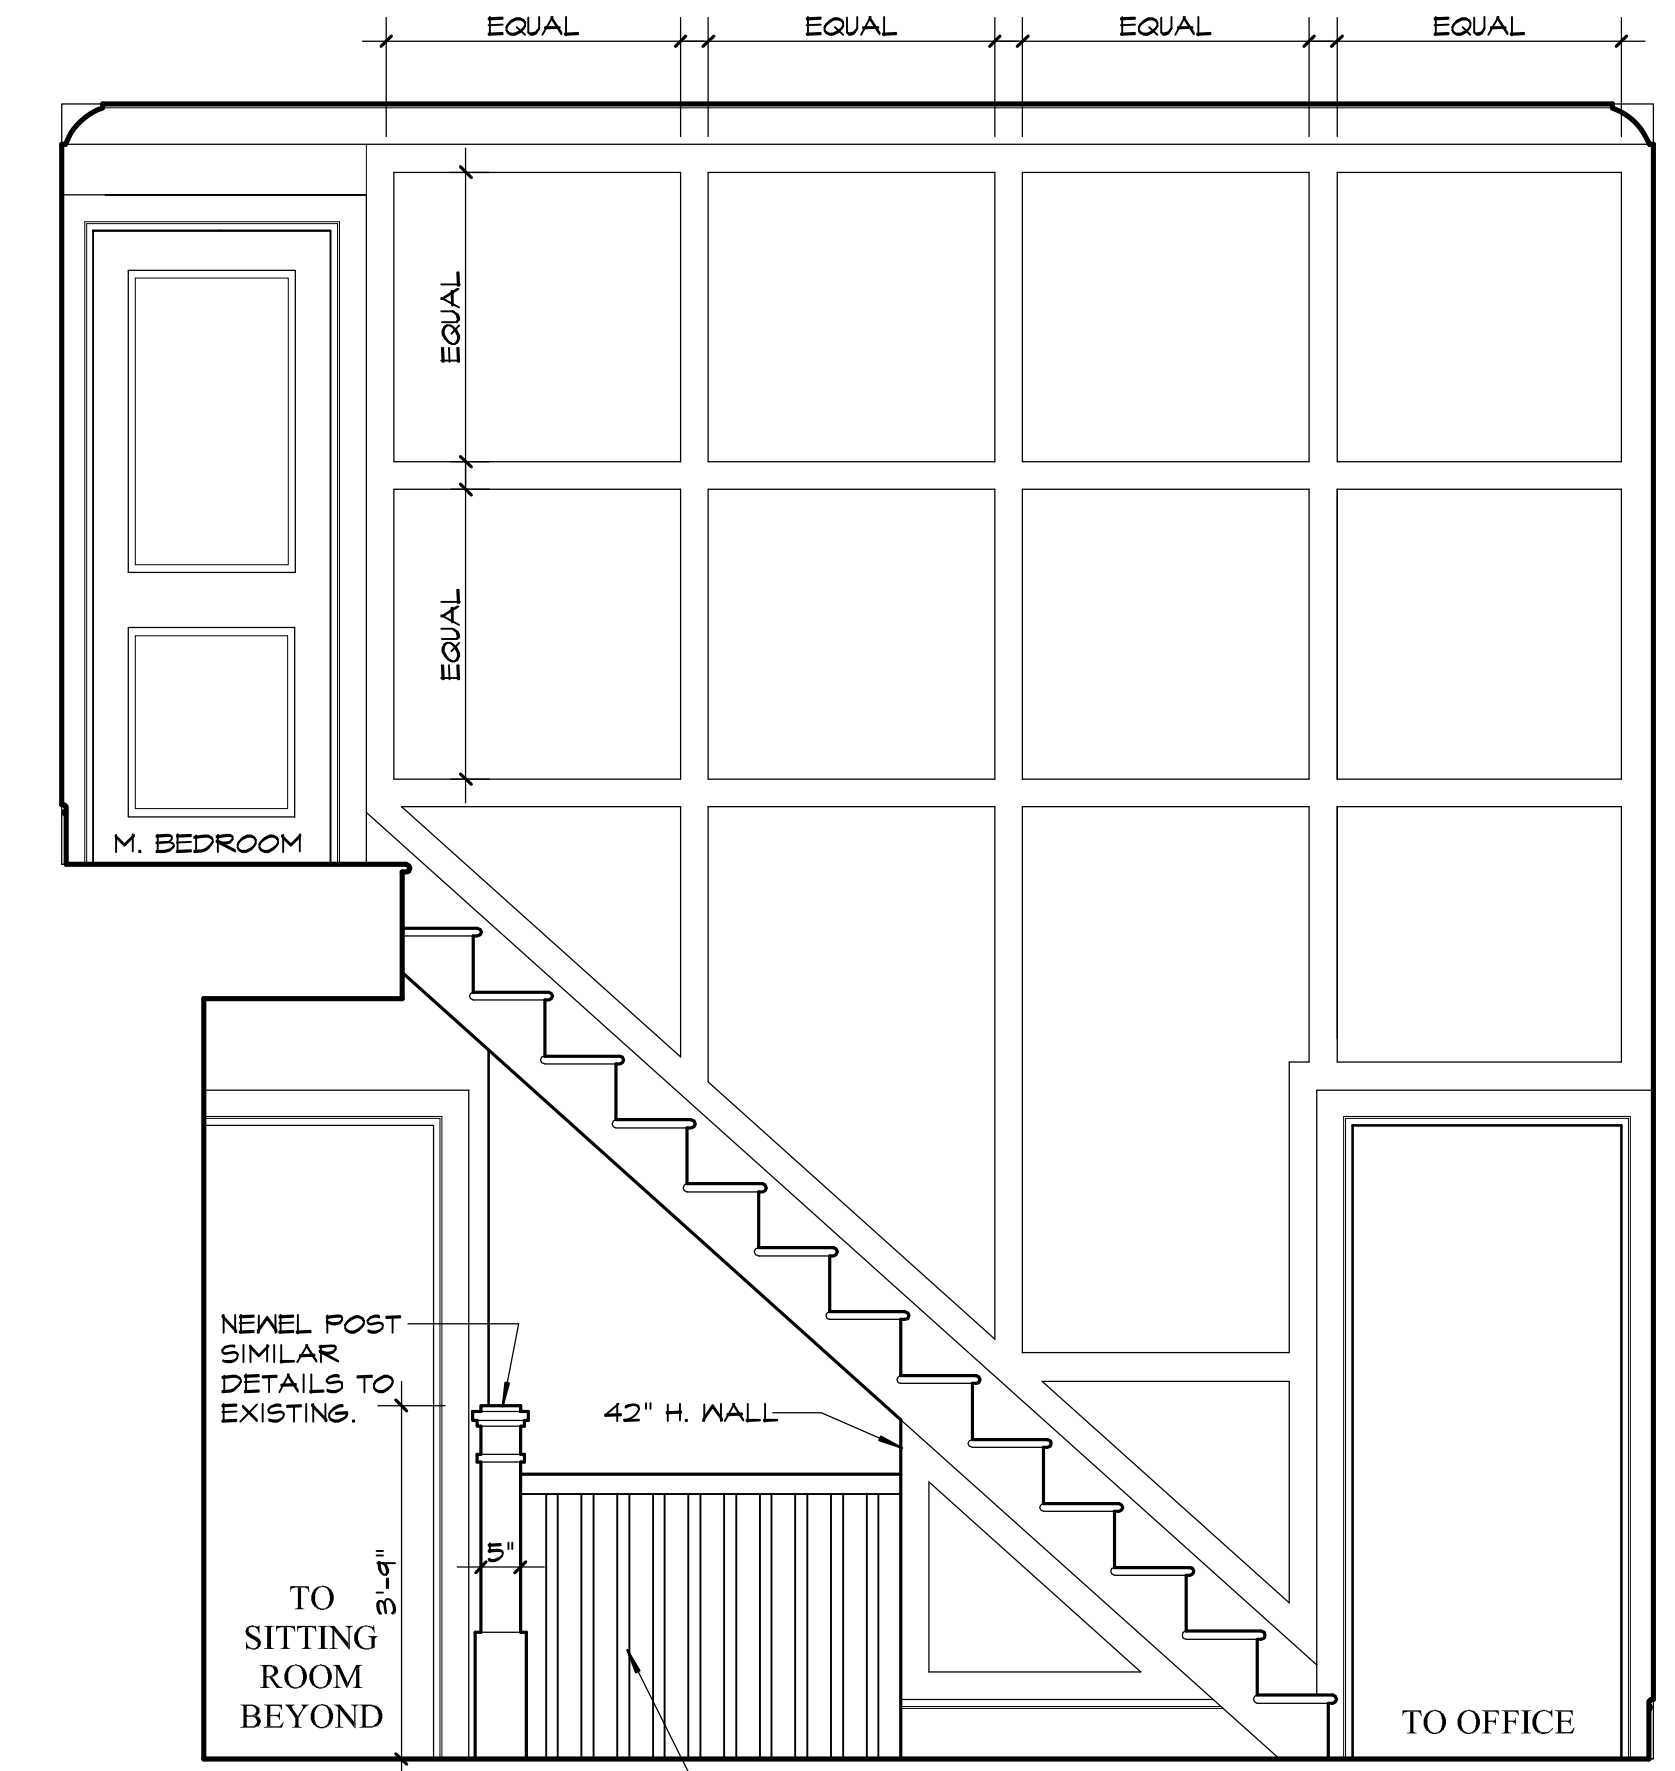 EQUAL EQUAL EQUAL EQUAL
EQUAL
EQUAL
M. BEDROOM
NEWEL POST
SIMILAR
DETAILS TO
EXISTING.
42" H. WALL
5"
3'-9"
TO
SITTING
ROOM
BEYOND
TO OFFICE